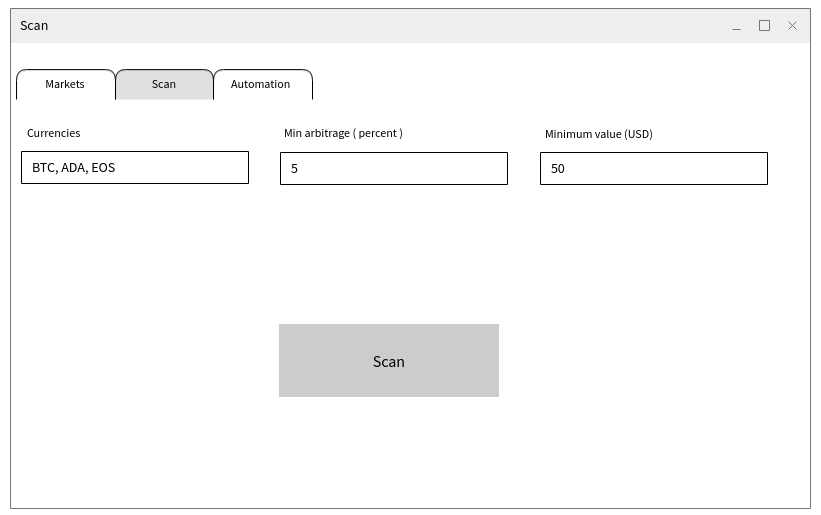 Scan
Markets Scan Automation
Currencies Min arbitrage ( percent ) Minimum value (USD)
BTC, ADA, EOS 5 50
Scan